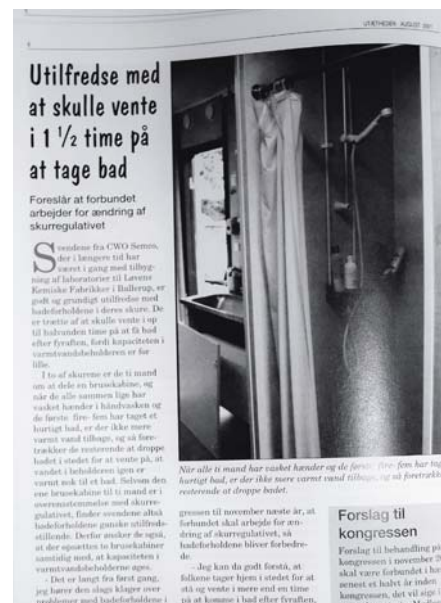 UTÆTHEDEN AUGUST
Utilfredse med
at skulle vente
i 1 ½ time på
at tage bad
Foreslår at forbundet
arbejder for ændring af
skurregulativet
Svendene fra CWO Semro,
der i længere tid har
været i gang med tilbyg-
ning af laboratorier til Løvens
Kemiske Fabrikker i Ballerup, er
godt og grundigt utilfredse med
badeforholdene i deres skure. De
er trætte af at skulle vente i op
til halvanden time på at få bad
efter fyraften, fordi kapaciteten i
varmtvandsbeholderen er for
lille.
I to af skurene er de ti mand
om at dele en brusekabine, og
når de alle sammen lige har
vasket hænder i håndvasken og
de første fire- fem har taget et
hurtigt bad, er der ikke mere
varmt vand tilbage, og så fore-
trækker de resterende at droppe
badet i stedet for at vente på, at
vandet i beholderen igen er
varmt nok til et bad. Selvom den
ene brusekabine til ti mand er i
overensstemmelse med skurre-
gulativet, finder svendene altså
badeforholdene ganske utilfreds-
stillende. Derfor ønsker de også,
at der opsættes to brusekabiner
samtidig med, at kapaciteten i
varmtvandsbeholderne øges.
- Det er langt fra først gang,
jeg hører den slags klager over
problemer med badeforholdene i
Når alle ti mand har vasket hænder og de første fire- fem har tag
hurtigt bad, er der ikke mere varmt vand tilbage, og så foretrækk
resterende at droppe badet.
gressen til november næste år, at
forbundet skal arbejde for æn-
dring af skurregulativet, så
badeforholdene bliver forbedre-
de.
- Jeg kan da godt forstå, at
folkene tager hjem i stedet for at
stå og vente i mere end en time
på at komme i bad efter fyraften,
Forslag til
kongressen
Forslag til behandling på
kongressen i november
skal være forbundet i hæ
senest et halvt år inden
kongressen, det vil sige